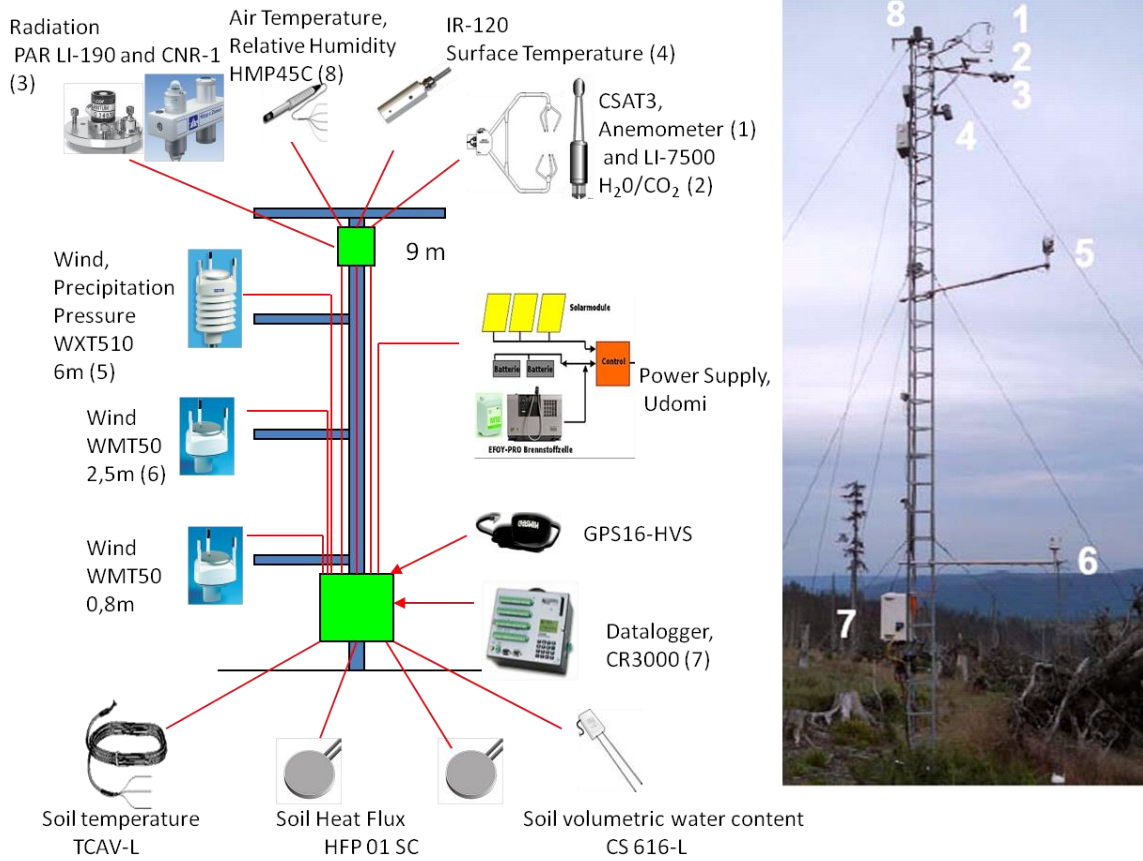 Radiation
PAR LI-190 and CNR-1
(3)
Air Temperature,
Relative Humidity
HMP45C (8)
IR-120
Surface Temperature (4)
CSAT3,
Anemometer (1)
and LI-7500
H₂0/CO₂ (2)
9 m
Wind,
Precipitation
Pressure
WXT510
6m (5)
Wind
WMT50
2,5m (6)
Wind
WMT50
0,8m
Solarmodule
Batterie
Batterie
Control
EFOY-PRO Brennstoffzelle
Power Supply,
Udomi
GPS16-HVS
Datalogger,
CR3000 (7)
Soil temperature
TCAV-L
Soil Heat Flux
HFP 01 SC
Soil volumetric water content
CS 616-L
8
1
2
3
4
5
6
7